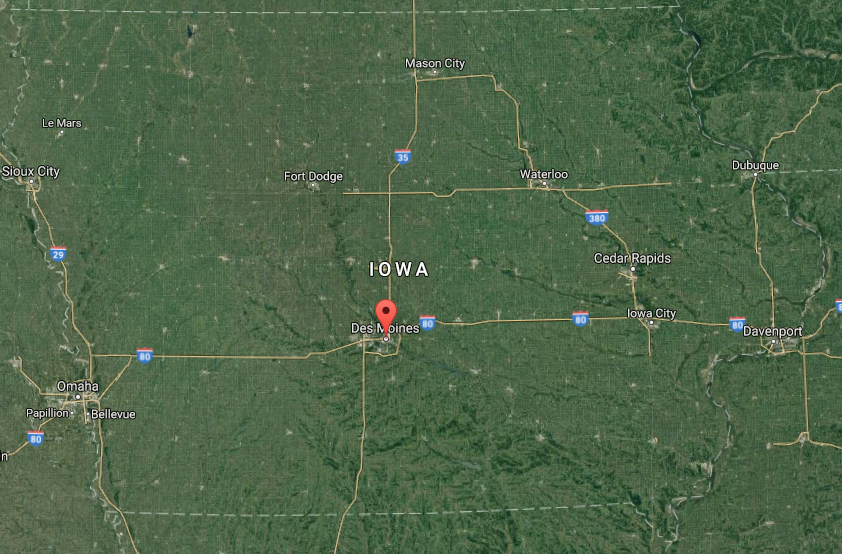 Mason City
Le Mars
35
Sioux City
Fort Dodge
Waterloo
Dubuque
380
29
Cedar Rapids
IOWA
80
80
80
Iowa City
Des Moines
Davenport
80
Omaha
Papillion
Bellevue
80
n